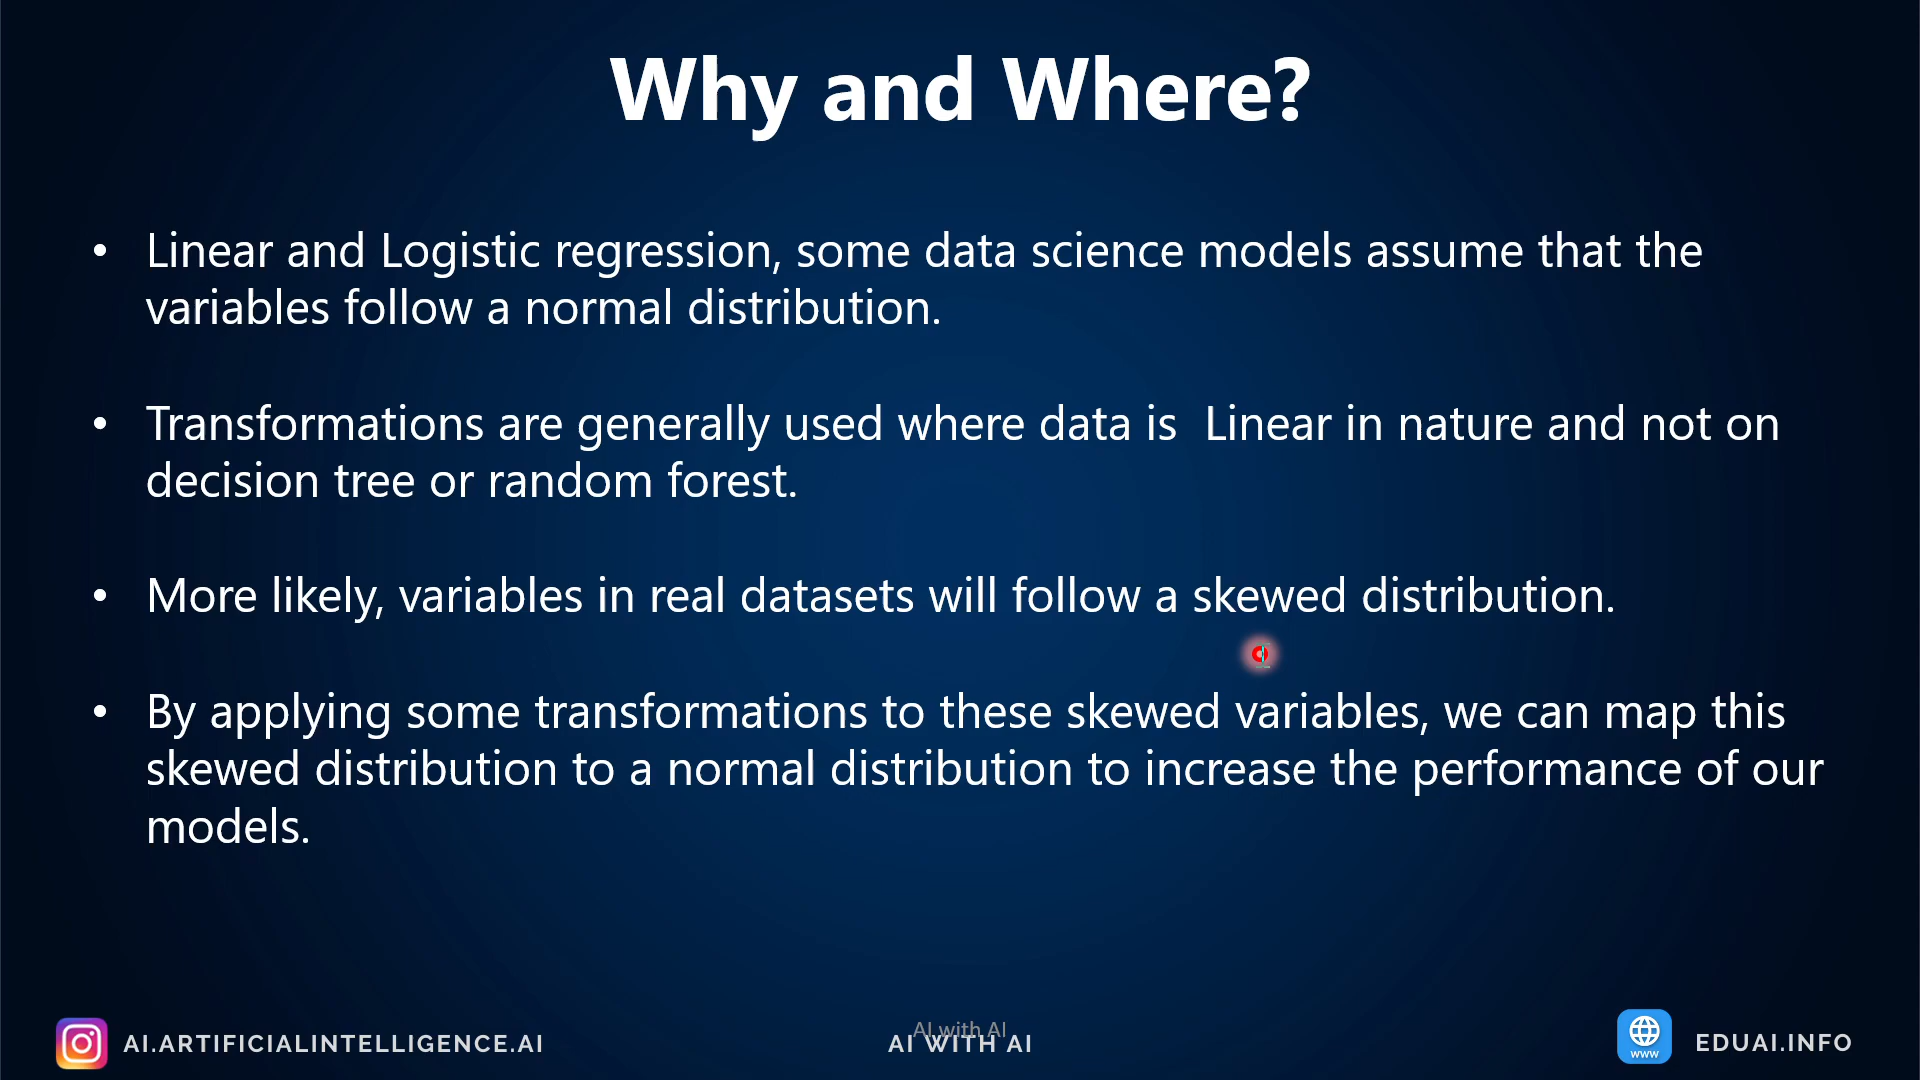 Why and Where?
• Linear and Logistic regression, some data science models assume that the
variables follow a normal distribution.
• Transformations are generally used where data is  Linear in nature and not on
decision tree or random forest.
• More likely, variables in real datasets will follow a skewed distribution.
• By applying some transformations to these skewed variables, we can map this
skewed distribution to a normal distribution to increase the performance of our
models.
AI.ARTIFICIALINTELLIGENCE.AI
AI with AI
AI WITH AI
www
EDUAI.INFO